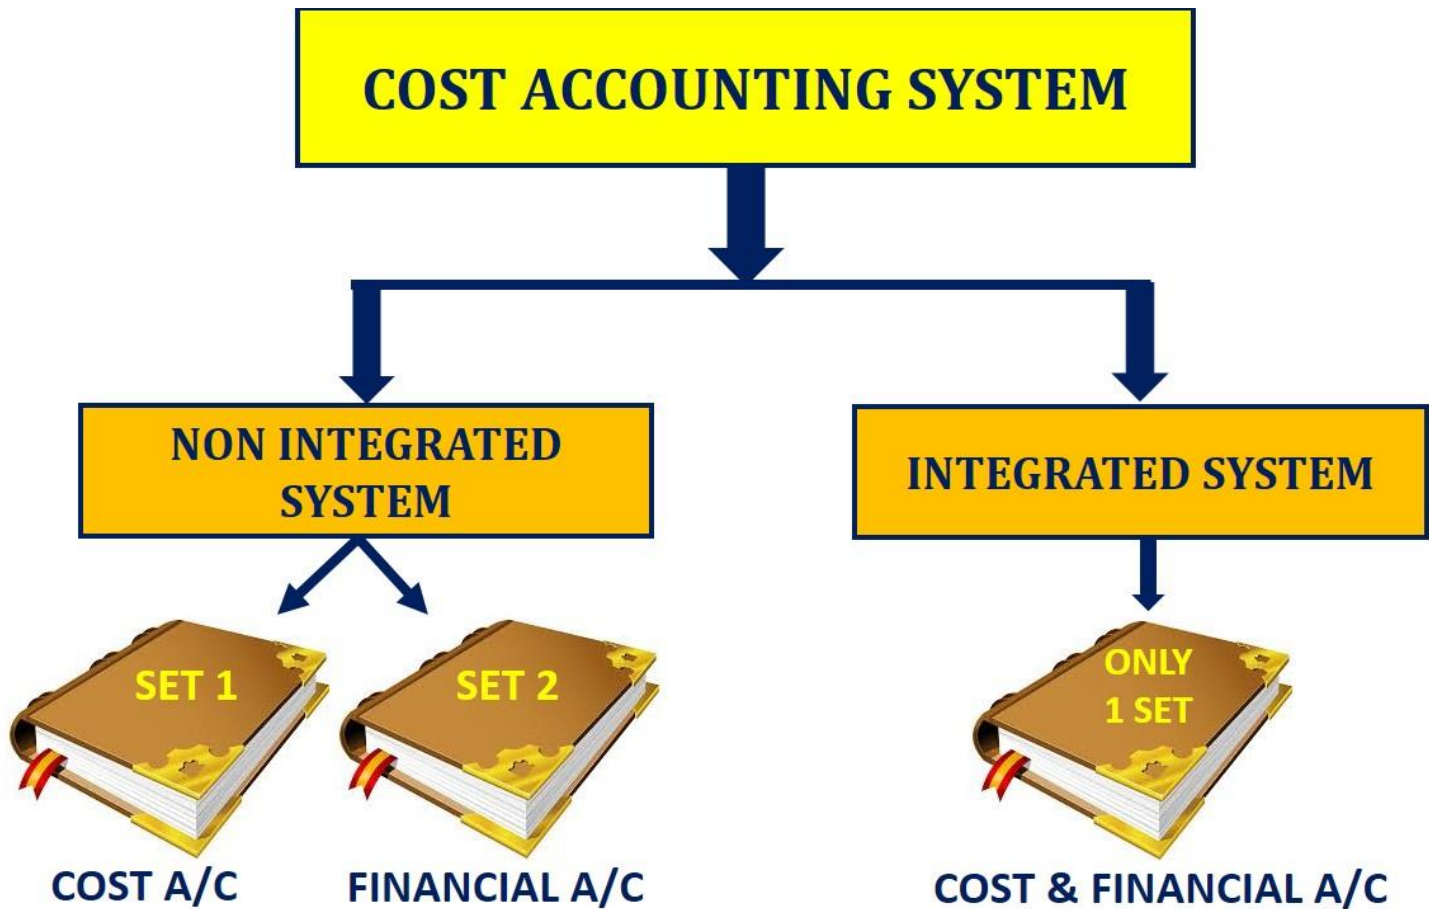 COST ACCOUNTING SYSTEM
NON INTEGRATED
SYSTEM
INTEGRATED SYSTEM
SET 1
SET 2
ONLY
1 SET
COST A/C
FINANCIAL A/C
COST & FINANCIAL A/C